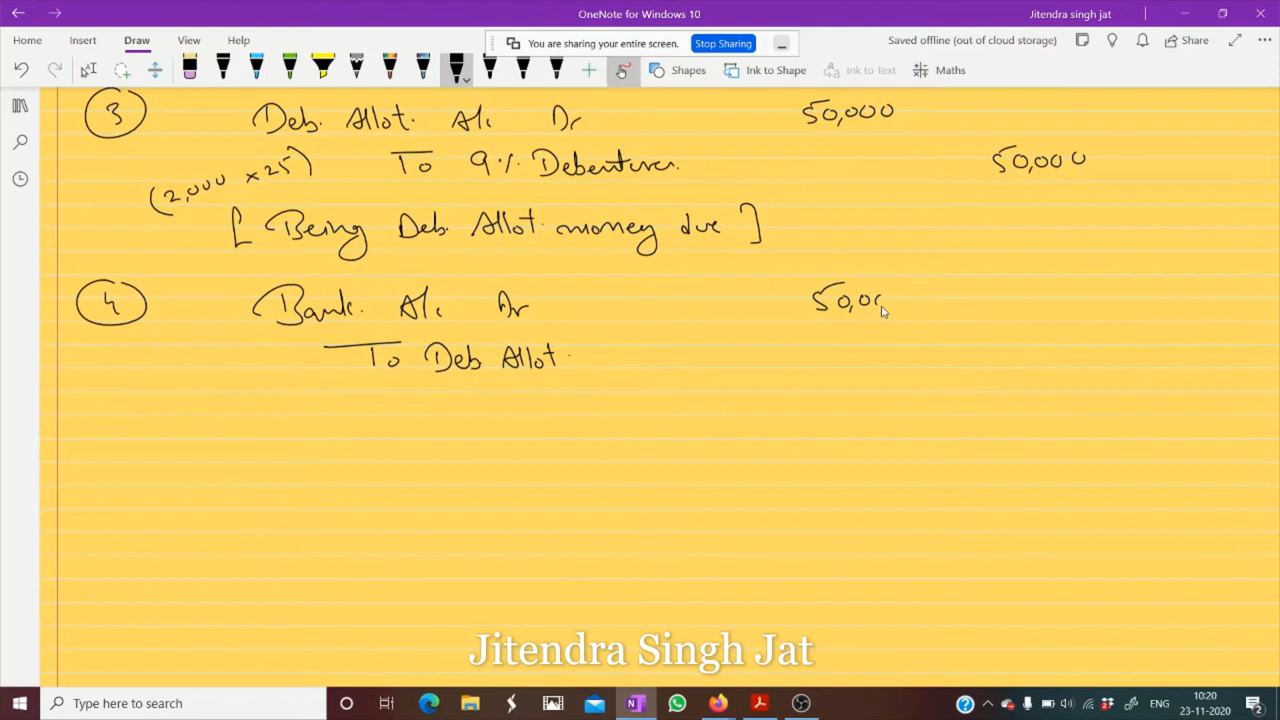 OneNote for Windows 10
Jitendra singh jat
Home Insert Draw View Help
You are sharing your entire screen. Stop Sharing
Saved offline (out of cloud storage)
Share
Shapes
Ink to Shape
Ink to Text
Maths
3 Deb. Allot. A/c Dr 50,000
To 9% Debentures. 50,000
(2,000 x 25)
[ Being Deb. Allot. money due ]
4 Bank. A/c Dr 50,00
To Deb Allot.
Jitendra Singh Jat
Type here to search
ENG
10:20
23-11-2020
2